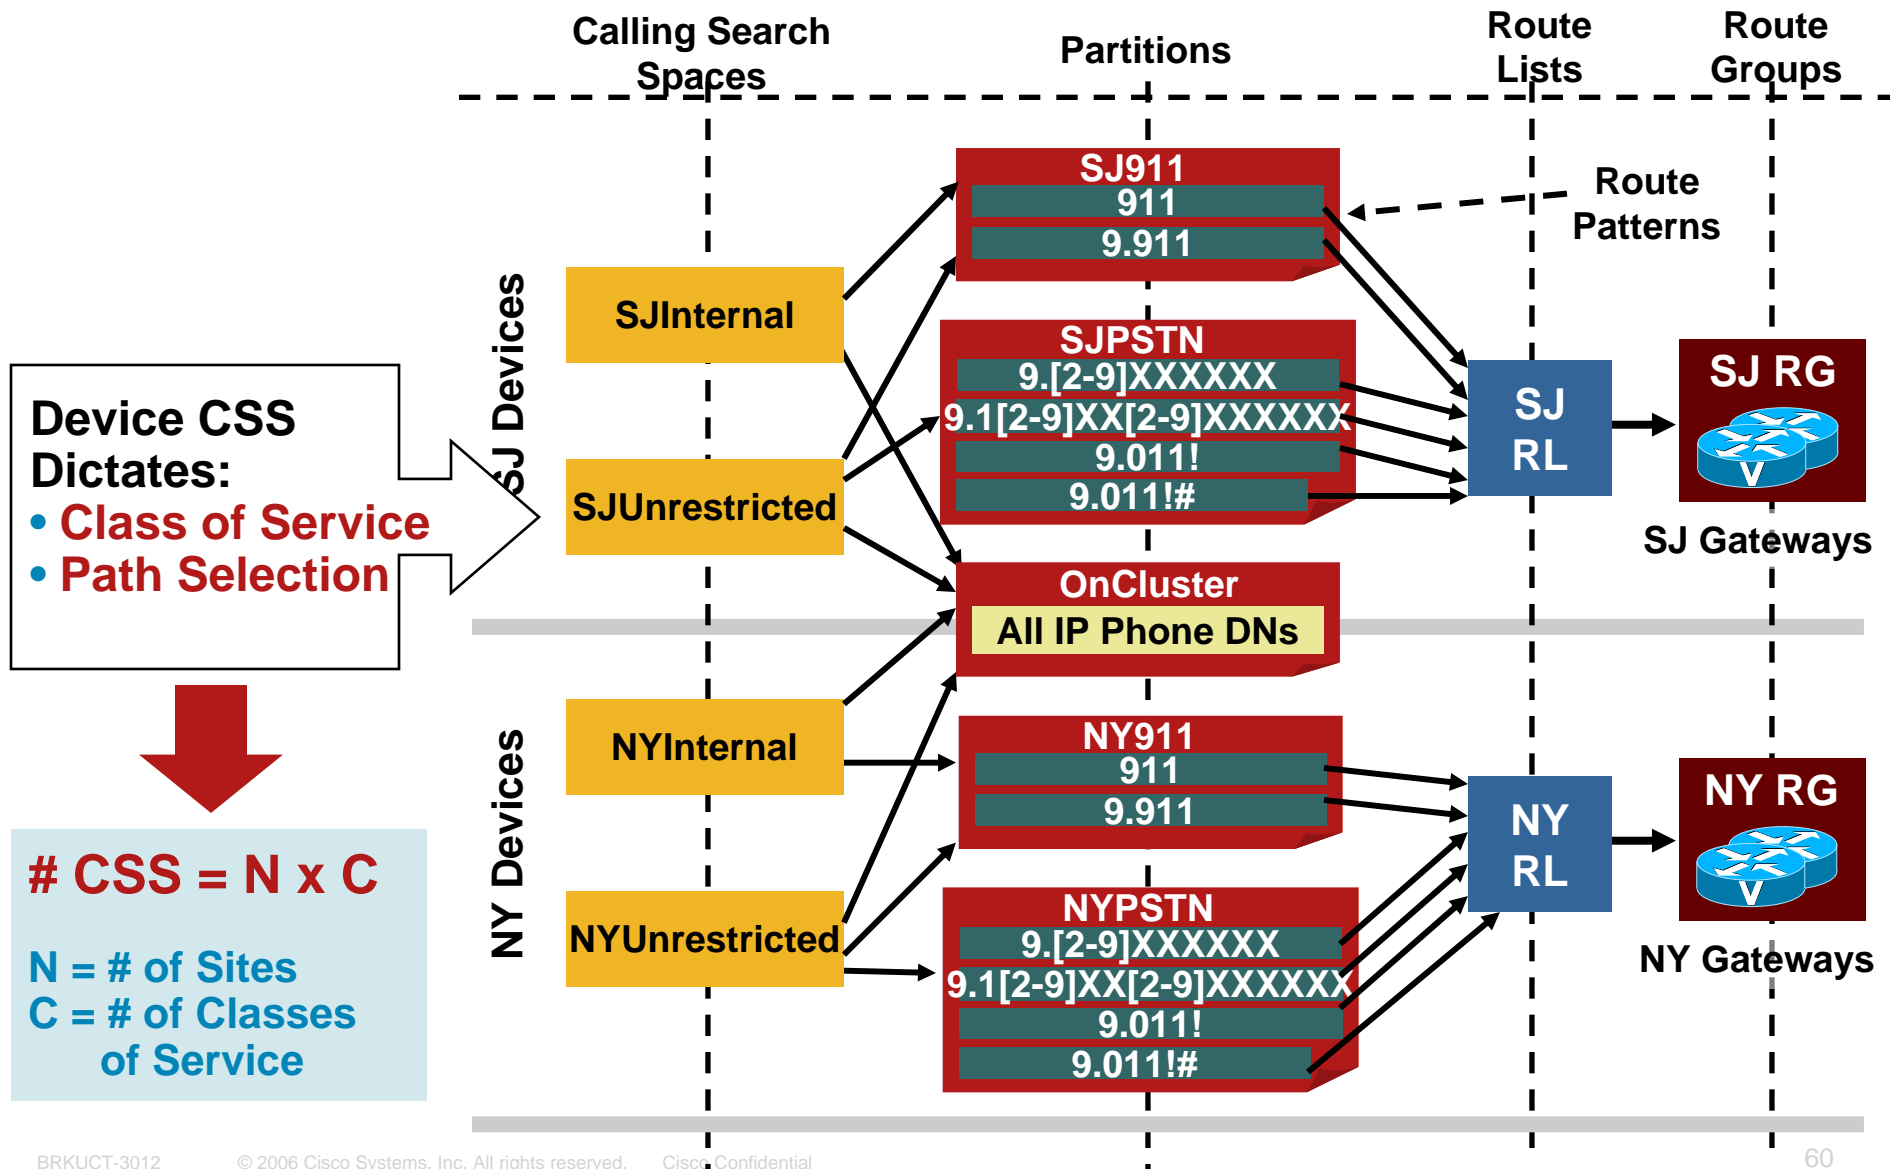 Calling Search
Spaces
Partitions
Route
Lists
Route
Groups
SJ911
911
9.911
Route
Patterns
SJ Devices
SJInternal
SJUnrestricted
SJPSTN
9.[2-9]XXXXXX
9.1[2-9]XX[2-9]XXXXXX
9.011!
9.011!#
SJ
RL
SJ RG
V
SJ Gateways
Device CSS
Dictates:
• Class of Service
• Path Selection
OnCluster
All IP Phone DNs
NY Devices
NYInternal
NYUnrestricted
NY911
911
9.911
NYPSTN
9.[2-9]XXXXXX
9.1[2-9]XX[2-9]XXXXXX
9.011!
9.011!#
NY
RL
NY RG
V
NY Gateways
# CSS = N x C
N = # of Sites
C = # of Classes
of Service
BRKUCT-3012
© 2006 Cisco Systems, Inc. All rights reserved.
Cisco Confidential
60